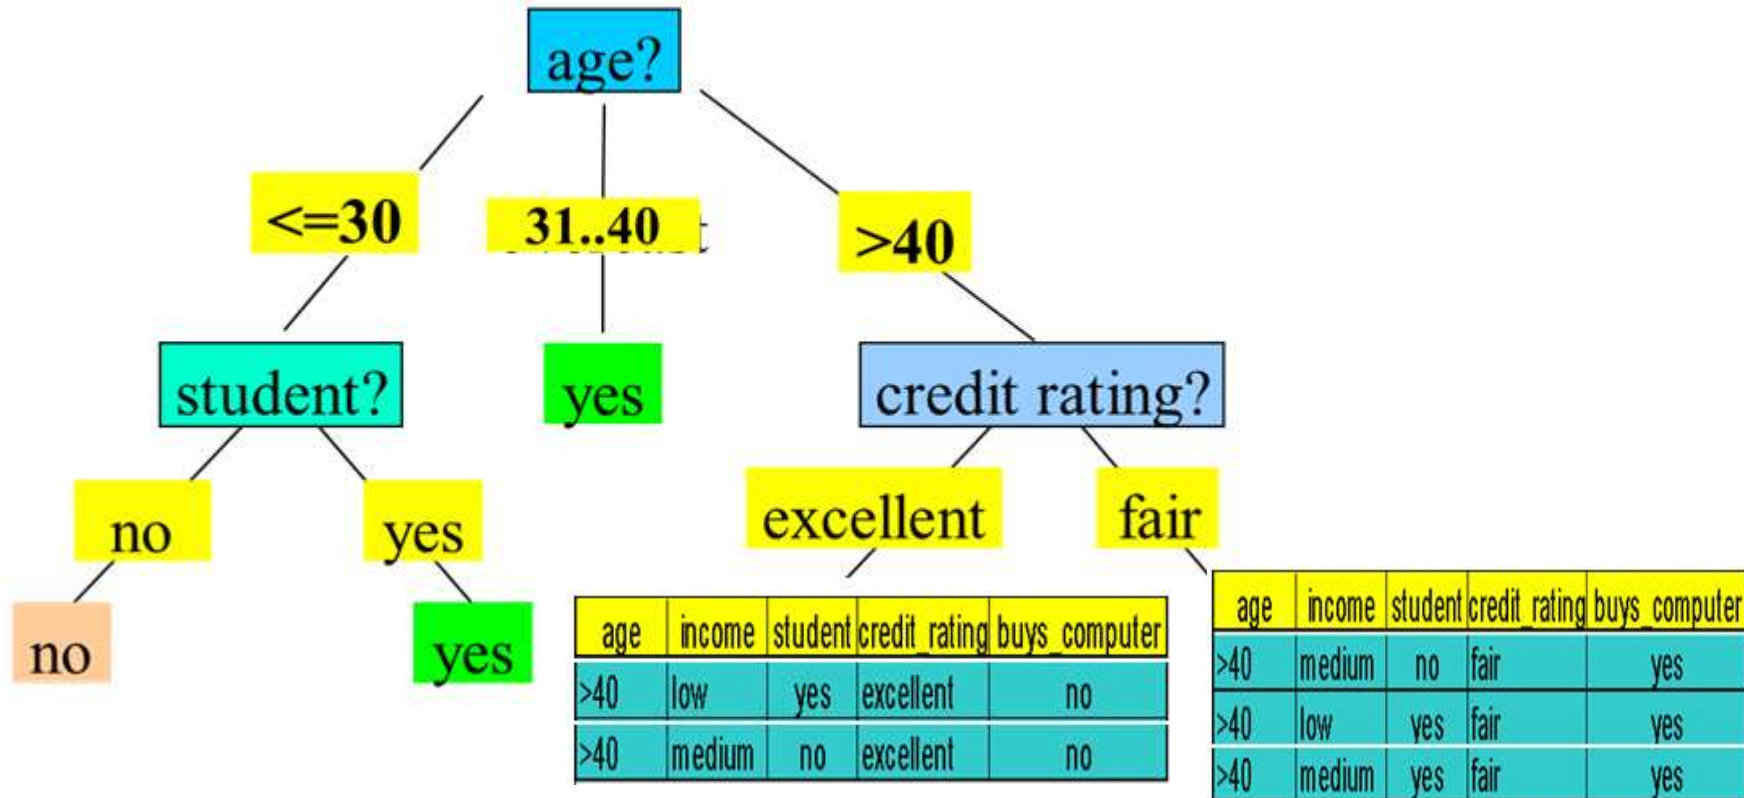 age?
<=30
31..40
>40
student?
yes
credit rating?
no
yes
excellent
fair
no
yes
age income student credit_rating buys_computer
>40 low yes excellent no
>40 medium no excellent no
age income student credit_rating buys_computer
>40 medium no fair yes
>40 low yes fair yes
>40 medium yes fair yes